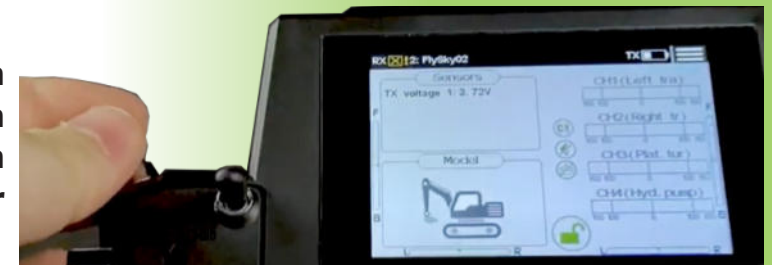 RX 2: FlySky02
TX
Sensors
TX voltage 1: 3.72V
Model
CH1(Left tra)
CH2(Right tr)
CH3(Plat. tur)
CH4(Hyd. pump)
F
F
B
L
R
L
R